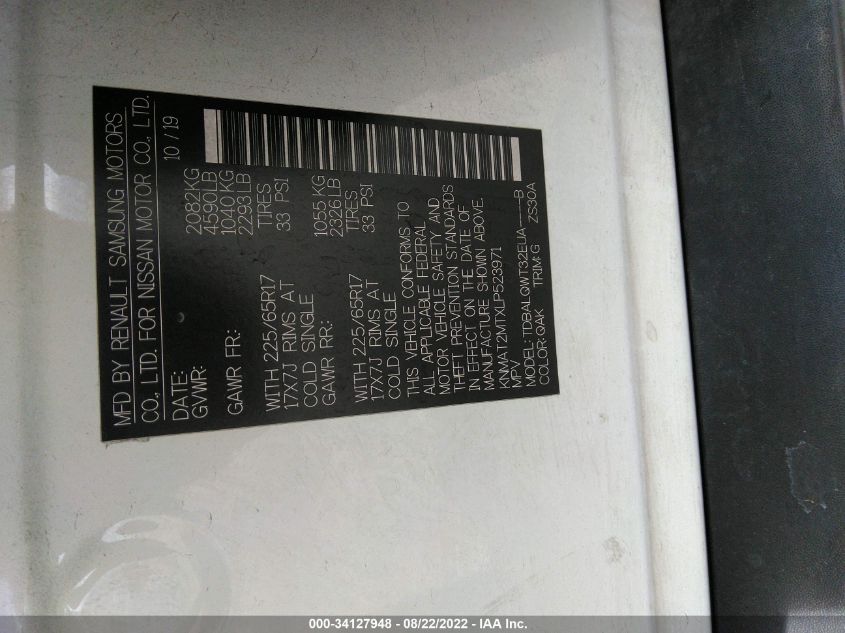 MFD BY RENAULT SAMSUNG MOTORS
CO., LTD. FOR NISSAN MOTOR CO., LTD.
DATE: 10 / 19
GVWR: 2082KG
4590LB
GAWR FR: 1040KG
2293LB
WITH 225/65R17 TIRES
17X7J RIMS AT 33 PSI
COLD SINGLE
GAWR RR: 1055KG
2326LB
WITH 225/65R17 TIRES
17X7J RIMS AT 33 PSI
COLD SINGLE
THIS VEHICLE CONFORMS TO
ALL APPLICABLE FEDERAL
MOTOR VEHICLE SAFETY AND
THEFT PREVENTION STANDARDS
IN EFFECT ON THE DATE OF
MANUFACTURE SHOWN ABOVE.
KNMAT2MTXLP523971
MPV
MODEL: TDBALQWT32EUA-----B
COLOR:QAK TRIM: G ZS3QA
000-34127948 - 08/22/2022 - IAA Inc.